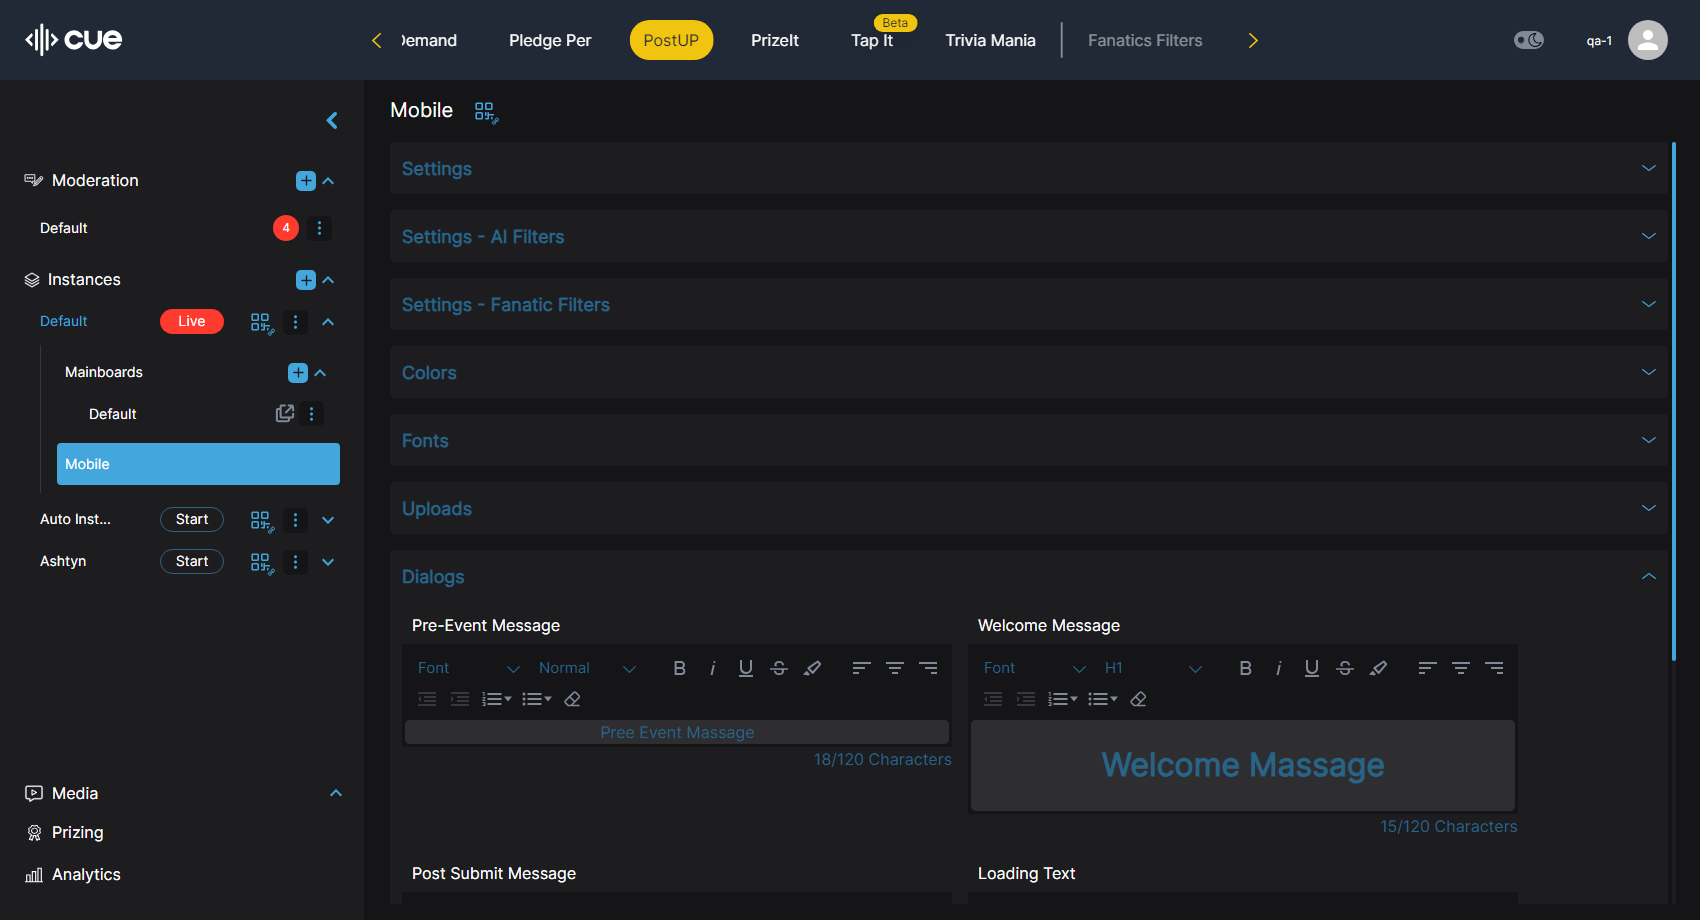 cue
Demand
Pledge Per
PostUP
PrizeIt
Beta
Tap It
Trivia Mania
Fanatics Filters
qa-1
Mobile
Moderation
Default
4
Instances
Default
Live
Mainboards
Default
Mobile
Auto Inst...
Start
Ashtyn
Start
Media
Prizing
Analytics
Settings
Settings - AI Filters
Settings - Fanatic Filters
Colors
Fonts
Uploads
Dialogs
Pre-Event Message
Font
Normal
B
i
U
S
Pree Event Massage
18/120 Characters
Welcome Message
Font
H1
B
i
U
S
Welcome Massage
15/120 Characters
Post Submit Message
Loading Text